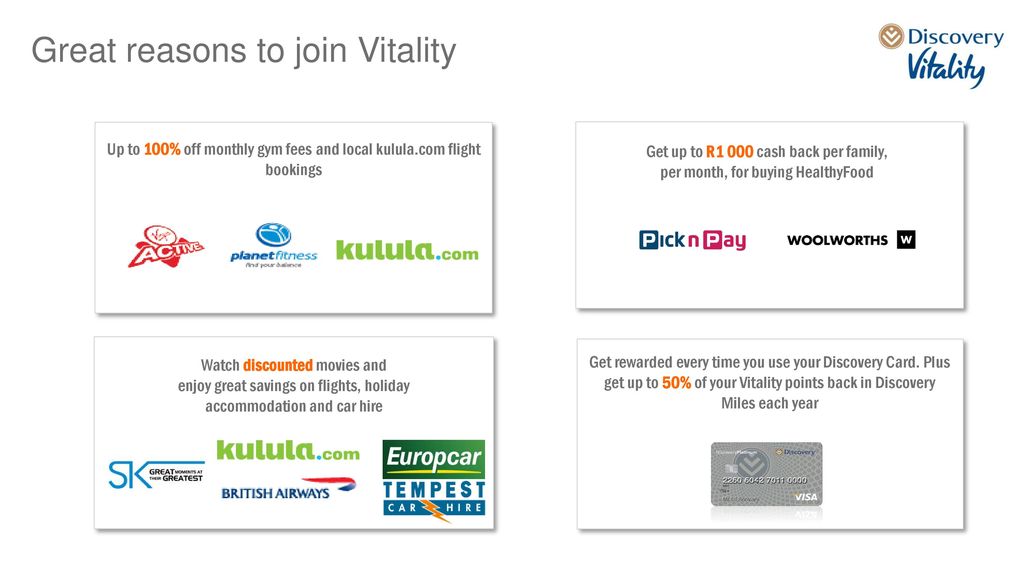 Great reasons to join Vitality
Discovery
Vitality
Up to 100% off monthly gym fees and local kulula.com flight
bookings
Virgin
ACTIVE
planetfitness
find your balance
kulula.com
Get up to R1 000 cash back per family,
per month, for buying HealthyFood
Pick n Pay
WOOLWORTHS W
Watch discounted movies and
enjoy great savings on flights, holiday
accommodation and car hire
SK GREAT MOMENTS AT
THEIR GREATEST
kulula.com
BRITISH AIRWAYS
Europcar
TEMPEST
CAR HIRE
Get rewarded every time you use your Discovery Card. Plus
get up to 50% of your Vitality points back in Discovery
Miles each year
Discovery
2260 6042 7011 0000
VISA